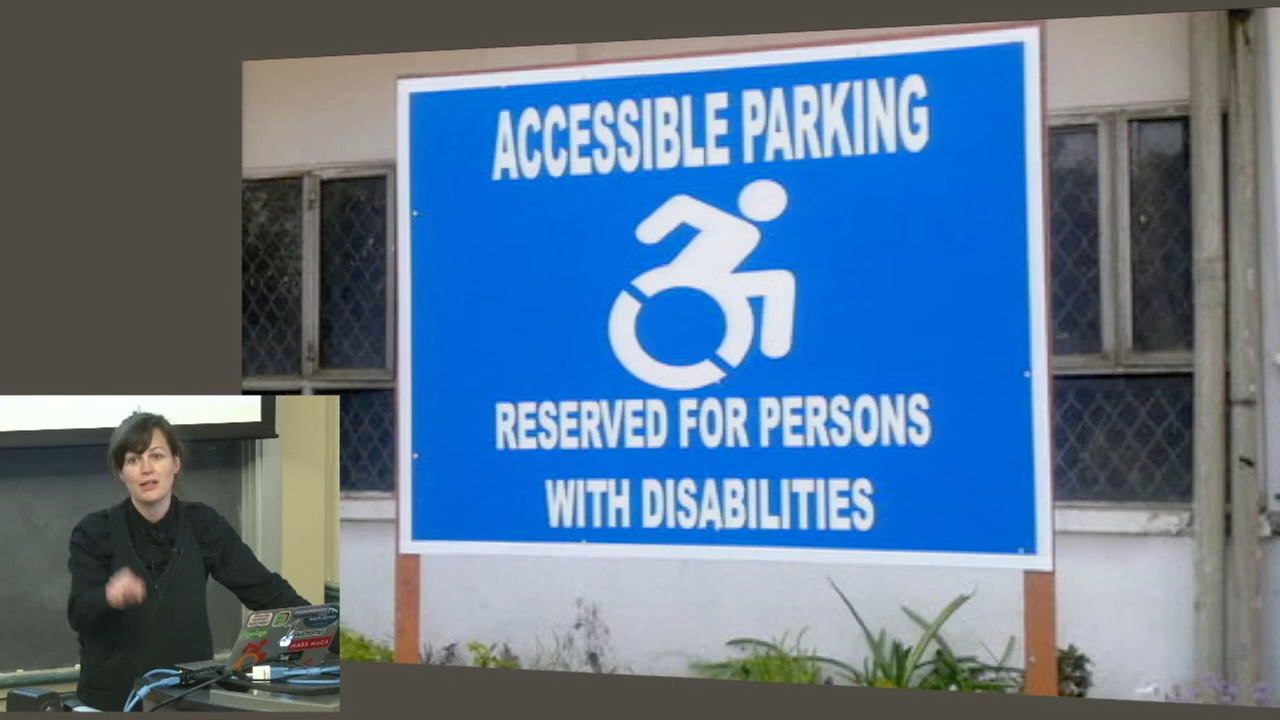 ACCESSIBLE PARKING
RESERVED FOR PERSONS
WITH DISABILITIES